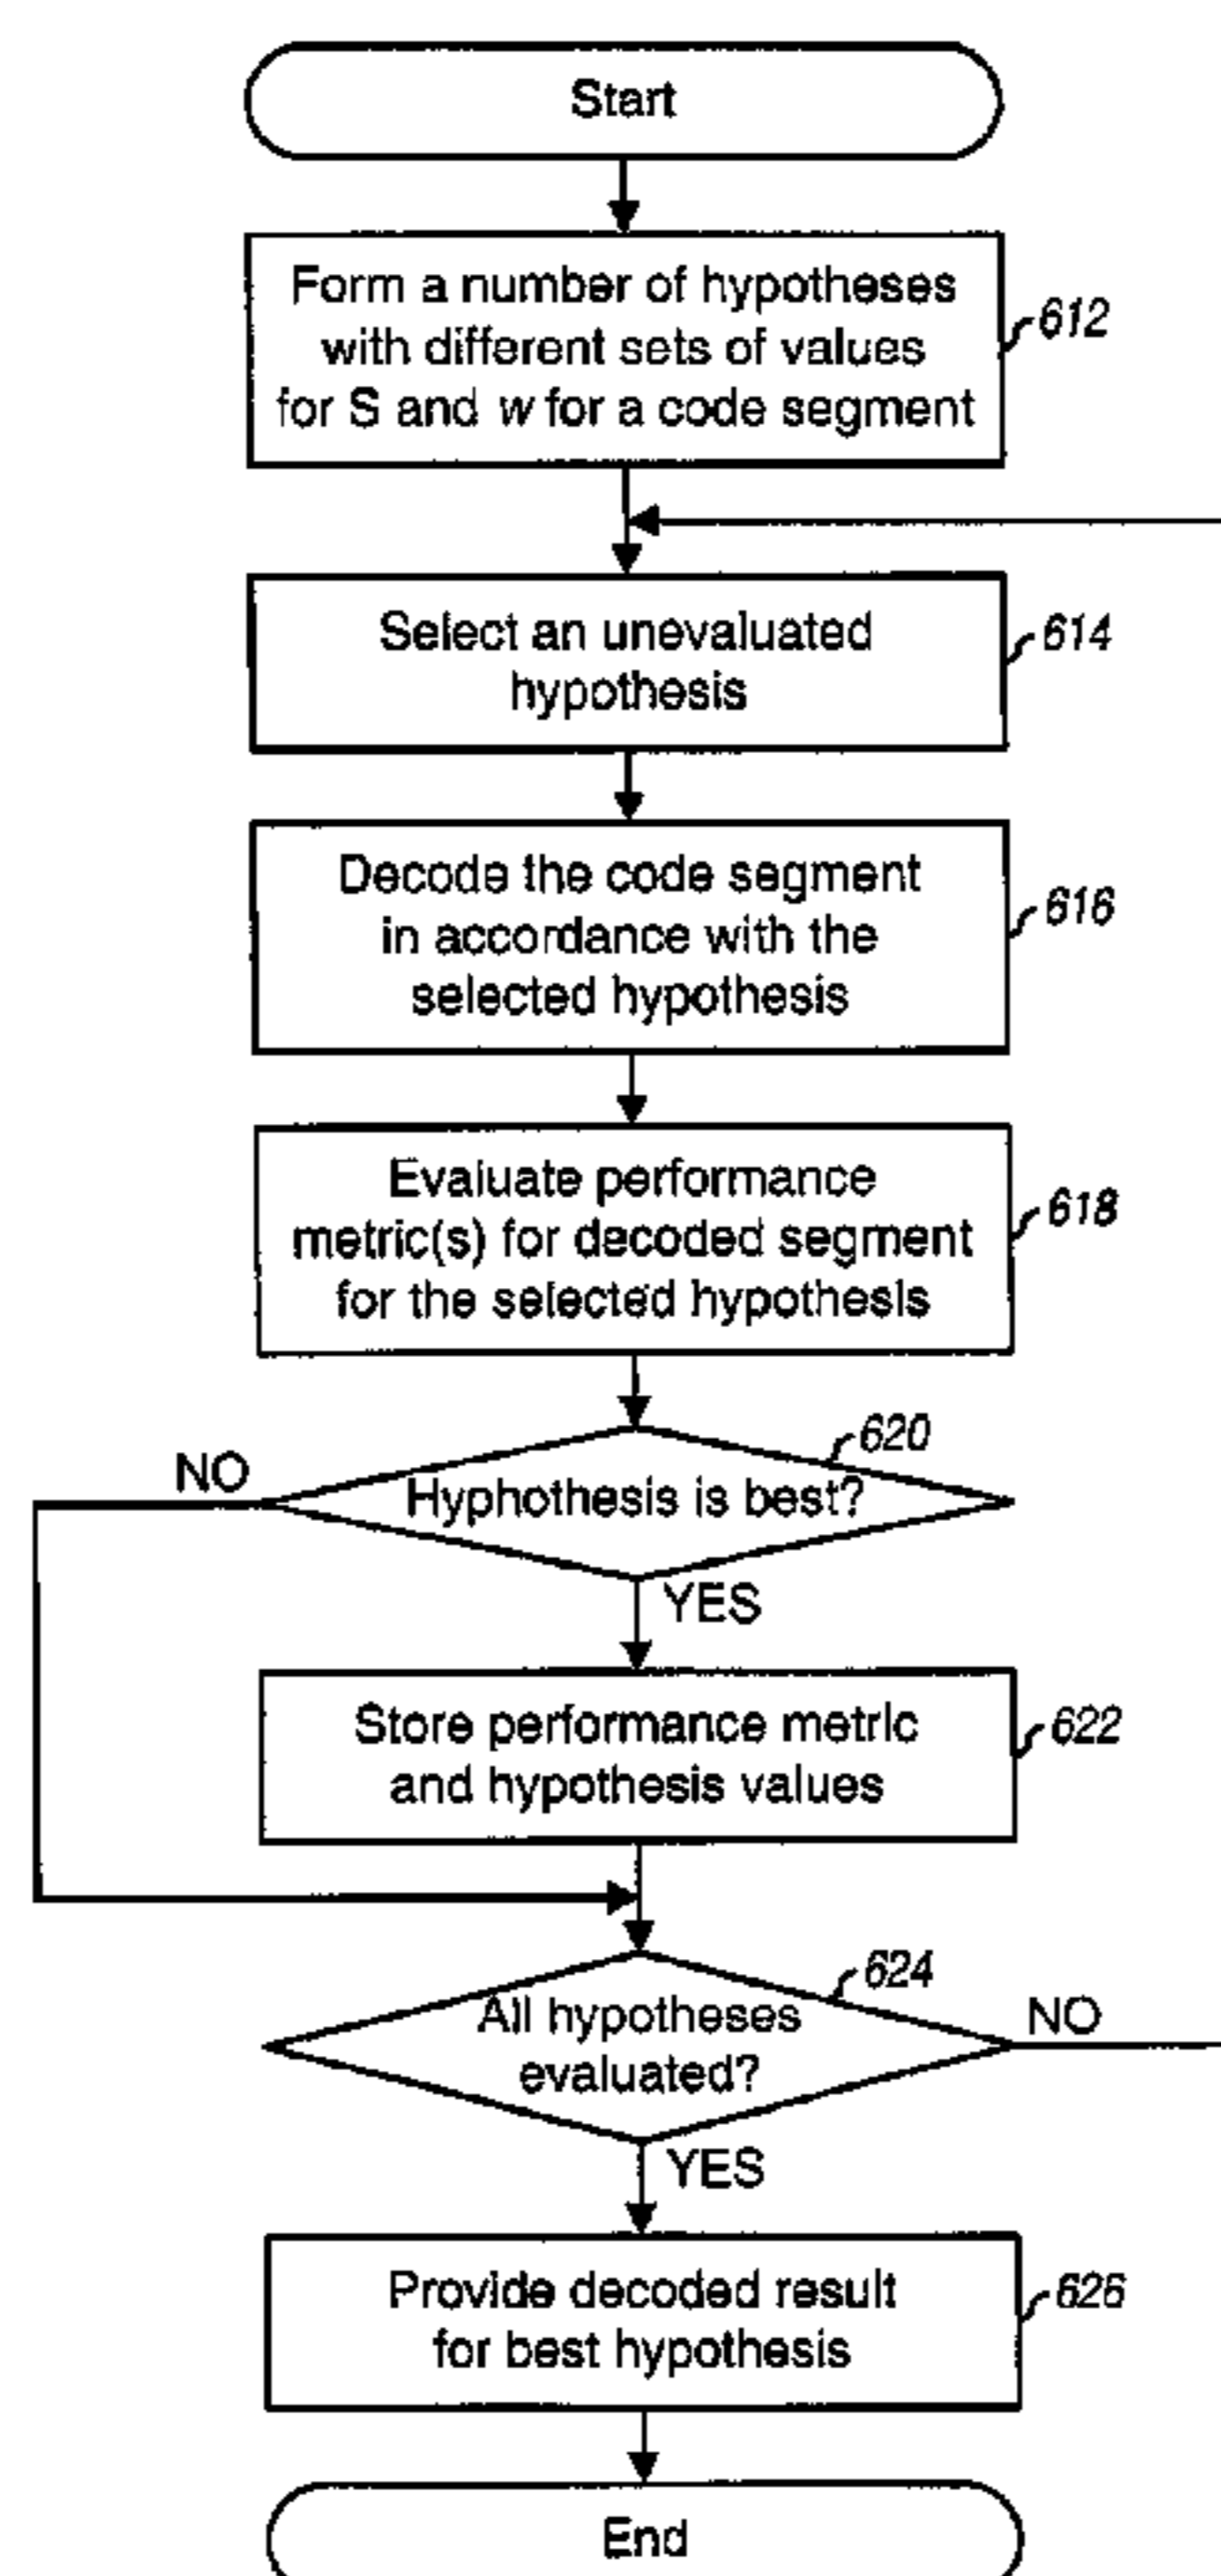 Start
Form a number of hypotheses
with different sets of values
for S and w for a code segment
612
Select an unevaluated
hypothesis
614
Decode the code segment
in accordance with the
selected hypothesis
616
Evaluate performance
metric(s) for decoded segment
for the selected hypothesis
618
620
NO
Hyphothesis is best?
YES
Store performance metric
and hypothesis values
622
624
All hypotheses
evaluated?
NO
YES
Provide decoded result
for best hypothesis
626
End